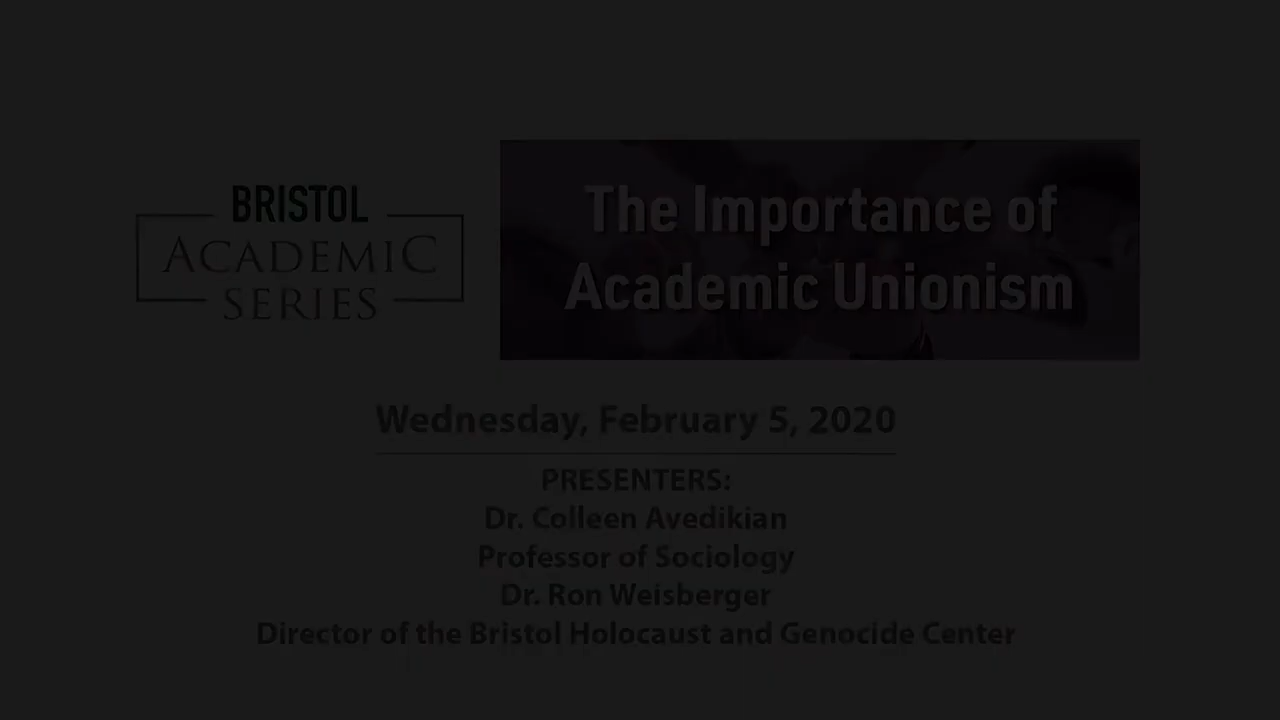 BRISTOL
ACADEMIC
SERIES
The Importance of
Academic Unionism
Wednesday, February 5, 2020
PRESENTERS:
Dr. Colleen Avedikian
Professor of Sociology
Dr. Ron Weisberger
Director of the Bristol Holocaust and Genocide Center